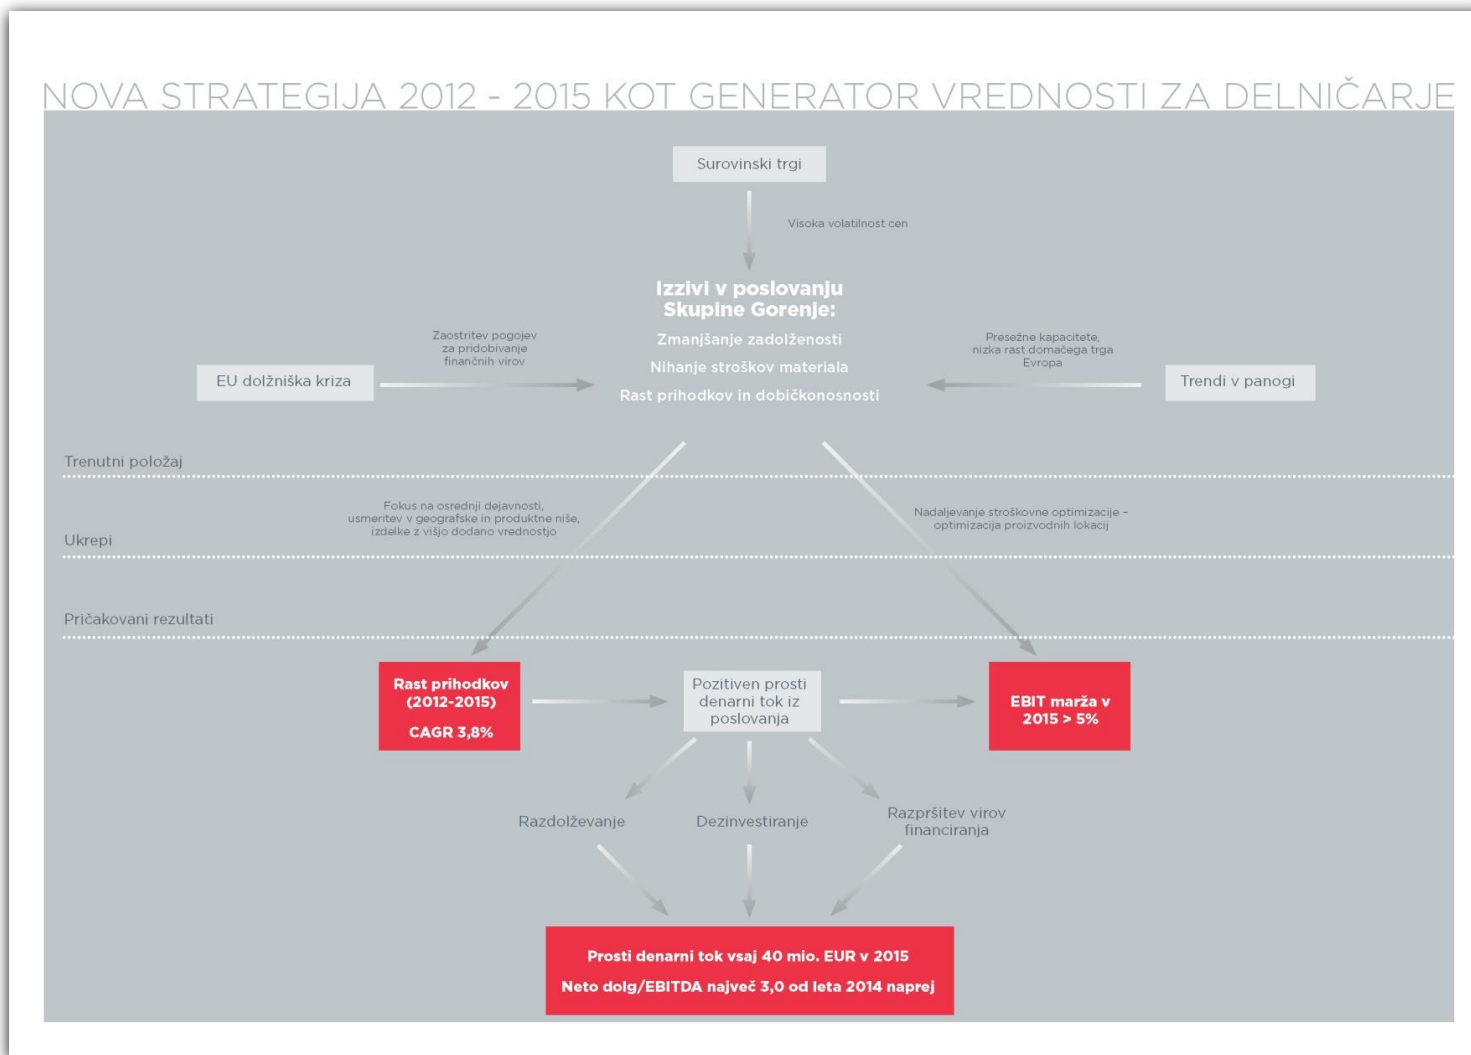 NOVA STRATEGIJA 2012 - 2015 KOT GENERATOR VREDNOSTI ZA DELNIČARJE
Surovinski trgi
Visoka volatilnost cen
Izzivi v poslovanju
Skupine Gorenje:
Zmanjšanje zadolženosti
Nihanje stroškov materiala
Rast prihodkov in dobičkonosnosti
Zaostritev pogojev
za pridobivanje
finančnih virov
EU dolžniška kriza
Presežne kapacitete,
nizka rast domačega trga
Evropa
Trendi v panogi
Trenutni položaj
Fokus na osrednji dejavnosti,
usmeritev v geografske in produktne niše,
izdelke z višjo dodano vrednostjo
Nadaljevanje stroškovne optimizacije –
optimizacija proizvodnih lokacij
Ukrepi
Pričakovani rezultati
Rast prihodkov
(2012-2015)
CAGR 3,8%
Pozitiven prosti
denarni tok iz
poslovanja
EBIT marža v
2015 > 5%
Razdolževanje
Dezinvestiranje
Razpršitev virov
financiranja
Prosti denarni tok vsaj 40 mio. EUR v 2015
Neto dolg/EBITDA največ 3,0 od leta 2014 naprej